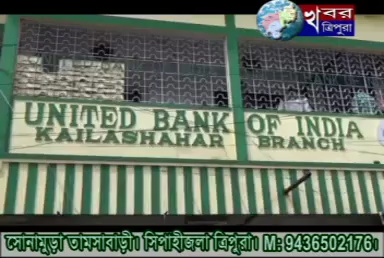 খবর
ত্রিপুরা
UNITED BANK OF INDIA
KAILASHAHAR BRANCH
সোনামুড়া তামসাবাড়ী। সিপাহীজলা ত্রিপুরা। M: 9436502176।